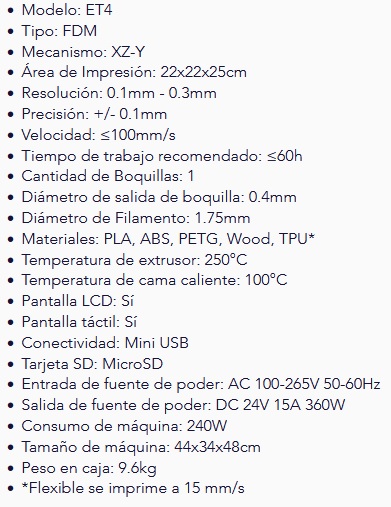 • Modelo: ET4
• Tipo: FDM
• Mecanismo: XZ-Y
• Área de Impresión: 22x22x25cm
• Resolución: 0.1mm - 0.3mm
• Precisión: +/- 0.1mm
• Velocidad: ≤100mm/s
• Tiempo de trabajo recomendado: ≤60h
• Cantidad de Boquillas: 1
• Diámetro de salida de boquilla: 0.4mm
• Diámetro de Filamento: 1.75mm
• Materiales: PLA, ABS, PETG, Wood, TPU*
• Temperatura de extrusor: 250°C
• Temperatura de cama caliente: 100°C
• Pantalla LCD: Sí
• Pantalla táctil: Sí
• Conectividad: Mini USB
• Tarjeta SD: MicroSD
• Entrada de fuente de poder: AC 100-265V 50-60Hz
• Salida de fuente de poder: DC 24V 15A 360W
• Consumo de máquina: 240W
• Tamaño de máquina: 44x34x48cm
• Peso en caja: 9.6kg
• *Flexible se imprime a 15 mm/s